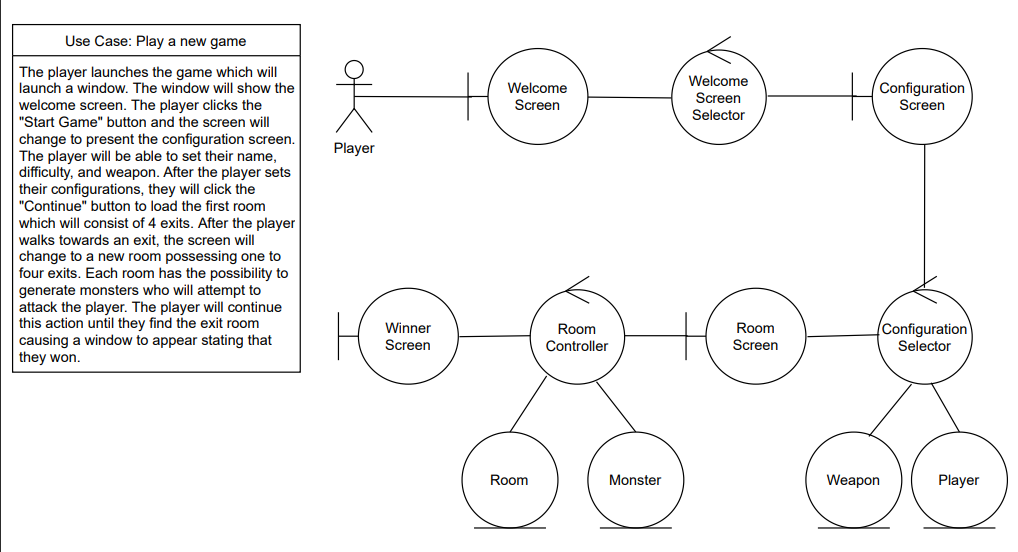 Use Case: Play a new game
The player launches the game which will
launch a window. The window will show the
welcome screen. The player clicks the
"Start Game" button and the screen will
change to present the configuration screen.
The player will be able to set their name,
difficulty, and weapon. After the player sets
their configurations, they will click the
"Continue" button to load the first room
which will consist of 4 exits. After the player
walks towards an exit, the screen will
change to a new room possessing one to
four exits. Each room has the possibility to
generate monsters who will attempt to
attack the player. The player will continue
this action until they find the exit room
causing a window to appear stating that
they won.
Player
Welcome
Screen
Welcome
Screen
Selector
Configuration
Screen
Winner
Screen
Room
Controller
Room
Screen
Configuration
Selector
Room
Monster
Weapon
Player